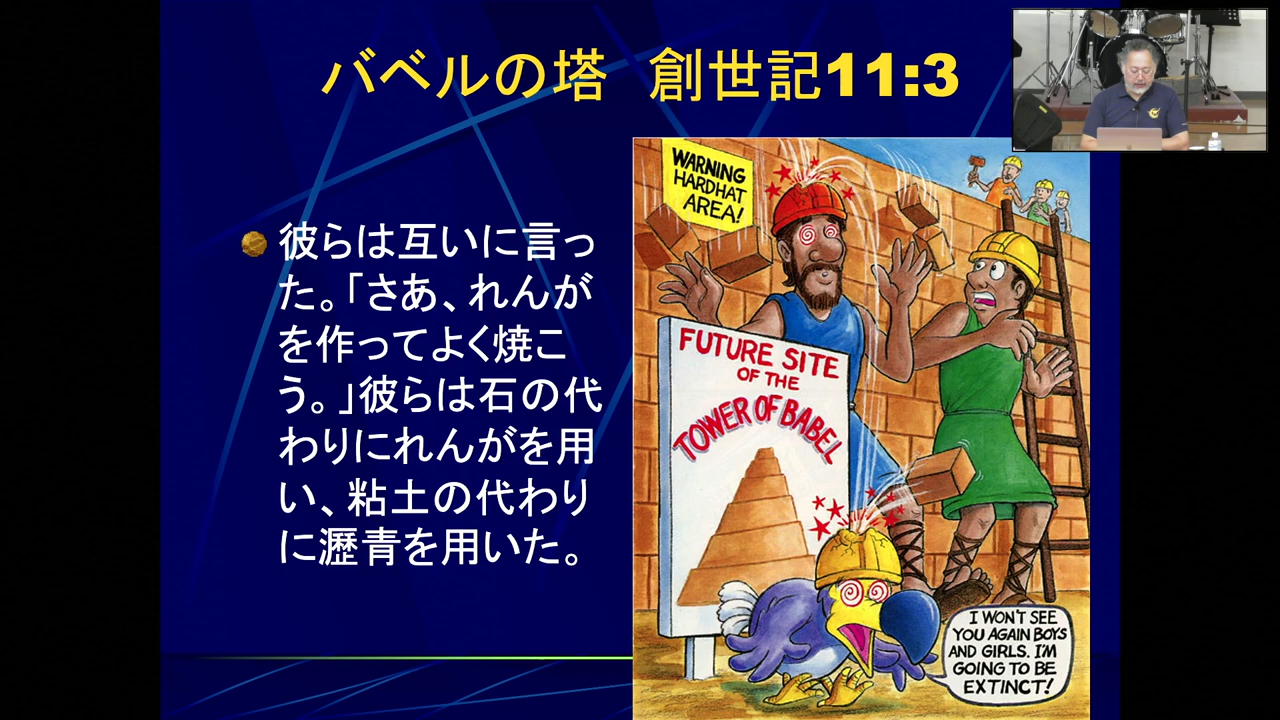 バベルの塔　創世記11:3
彼らは互いに言っ
た。「さあ、れんが
を作ってよく焼こ
う。」彼らは石の代
わりにれんがを用
い、粘土の代わり
に瀝青を用いた。
WARNING
HARDHAT
AREA!
FUTURE SITE
OF THE
TOWER OF BABEL
I WON'T SEE
YOU AGAIN BOYS
AND GIRLS. I'M
GOING TO BE
EXTINCT!